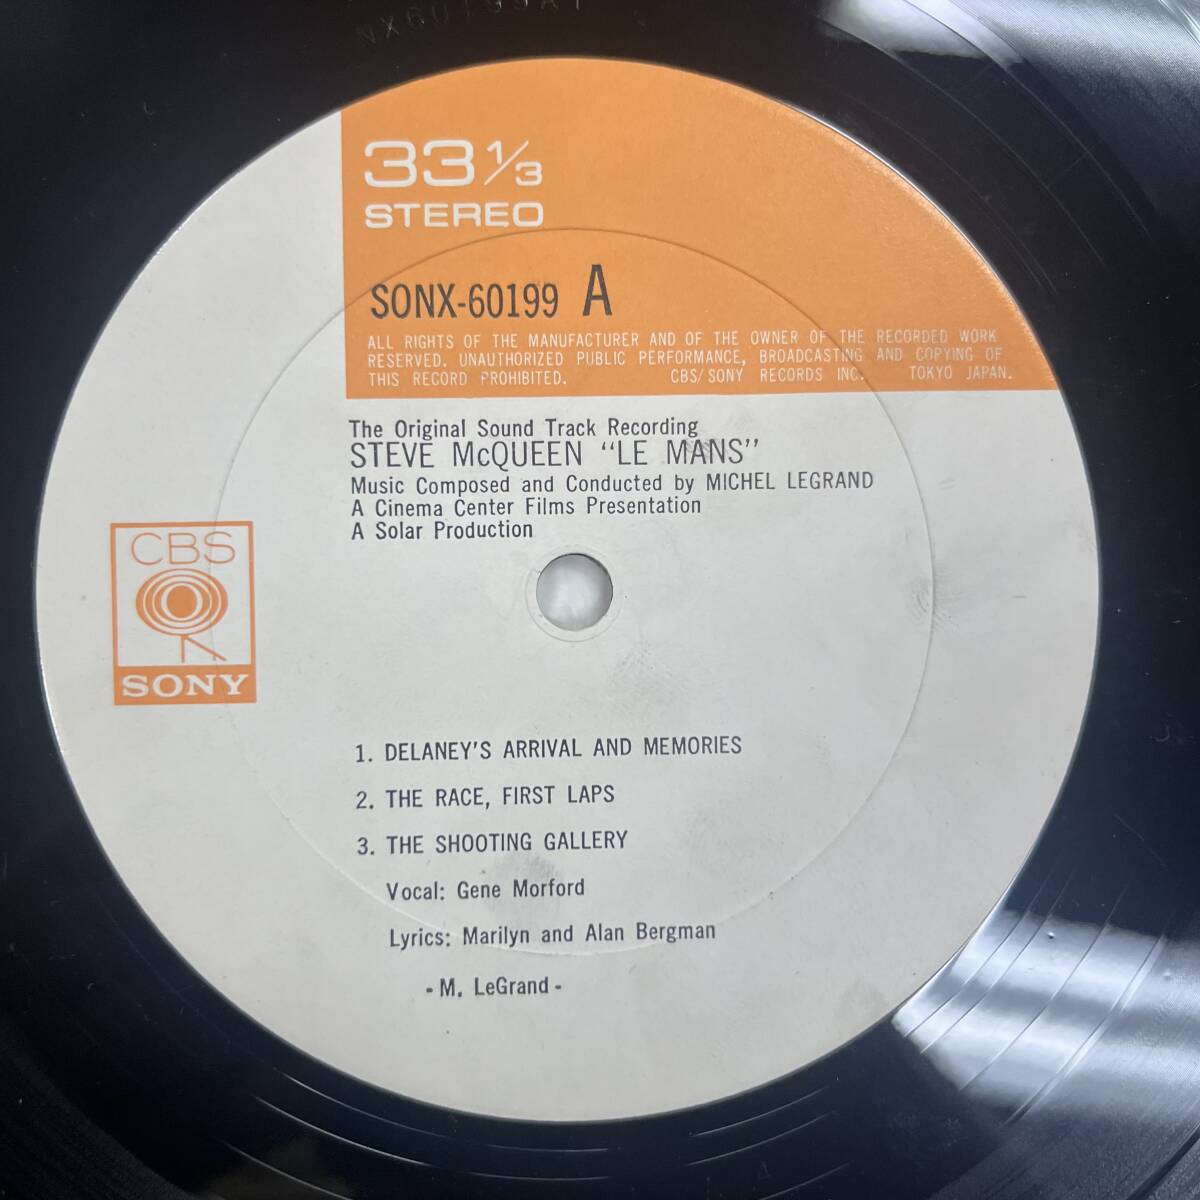 NX60199A1
33 1/3
STEREO
SONX-60199 A
ALL RIGHTS OF THE MANUFACTURER AND OF THE OWNER OF THE RECORDED WORK
RESERVED. UNAUTHORIZED PUBLIC PERFORMANCE, BROADCASTING AND COPYING OF
THIS RECORD PROHIBITED. CBS/SONY RECORDS INC. TOKYO JAPAN.
The Original Sound Track Recording
STEVE McQUEEN “LE MANS”
Music Composed and Conducted by MICHEL LEGRAND
A Cinema Center Films Presentation
A Solar Production
CBS
SONY
1. DELANEY'S ARRIVAL AND MEMORIES
2. THE RACE, FIRST LAPS
3. THE SHOOTING GALLERY
Vocal: Gene Morford
Lyrics: Marilyn and Alan Bergman
- M. LeGrand -
A